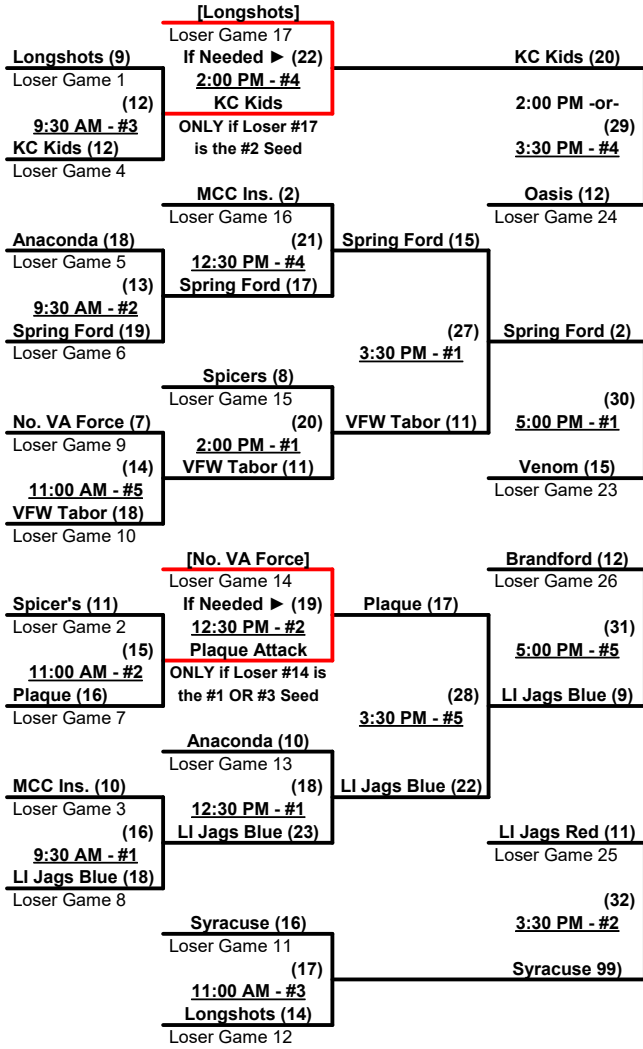 [Longshots]
Loser Game 17
Longshots (9)
If Needed ► (22)
KC Kids (20)
Loser Game 1
2:00 PM - #4
(12)
KC Kids
2:00 PM -or-
9:30 AM - #3
ONLY if Loser #17
(29)
KC Kids (12)
is the #2 Seed
3:30 PM - #4
Loser Game 4
MCC Ins. (2)
Oasis (12)
Loser Game 16
Loser Game 24
Anaconda (18)
(21)
Spring Ford (15)
Loser Game 5
12:30 PM - #4
(13)
Spring Ford (17)
9:30 AM - #2
Spring Ford (19)
(27)
Spring Ford (2)
Loser Game 6
3:30 PM - #1
Spicers (8)
Loser Game 15
(30)
No. VA Force (7)
(20)
VFW Tabor (11)
5:00 PM - #1
Loser Game 9
2:00 PM - #1
(14)
VFW Tabor (11)
Venom (15)
11:00 AM - #5
Loser Game 23
VFW Tabor (18)
Loser Game 10
[No. VA Force]
Brandford (12)
Loser Game 14
Loser Game 26
Spicer's (11)
If Needed ► (19)
Plaque (17)
Loser Game 2
12:30 PM - #2
(31)
(15)
Plaque Attack
5:00 PM - #5
11:00 AM - #2
ONLY if Loser #14 is
Plaque (16)
the #1 OR #3 Seed
(28)
LI Jags Blue (9)
Loser Game 7
3:30 PM - #5
Anaconda (10)
Loser Game 13
MCC Ins. (10)
(18)
LI Jags Blue (22)
Loser Game 3
12:30 PM - #1
(16)
LI Jags Blue (23)
LI Jags Red (11)
9:30 AM - #1
Loser Game 25
LI Jags Blue (18)
Loser Game 8
(32)
Syracuse (16)
3:30 PM - #2
Loser Game 11
(17)
Syracuse 99)
11:00 AM - #3
Longshots (14)
Loser Game 12